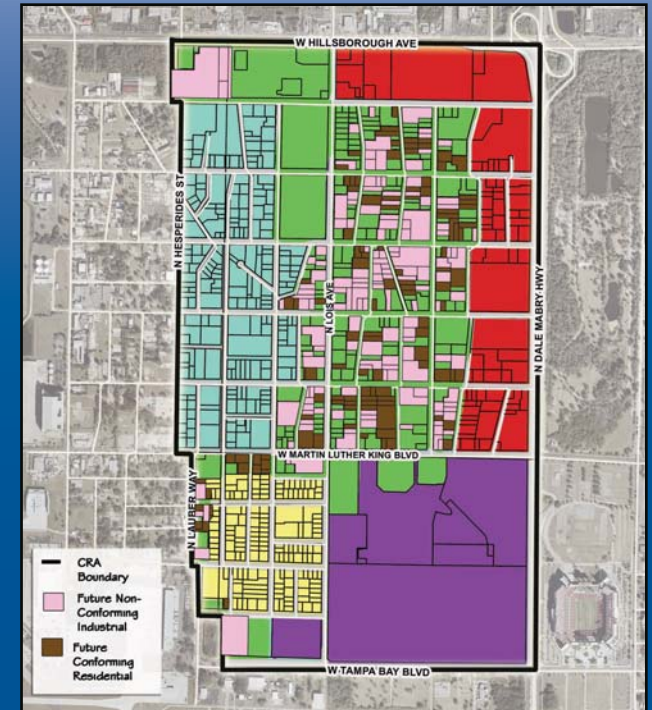 W HILLSBOROUGH AVE
N HESPERIDES ST
N LOIS AVE
N DALE MABRY HWY
W MARTIN LUTHER KING BLVD
N LAUBER WAY
CRA
Boundary
Future Non-
Conforming
Industrial
Future
Conforming
Residential
W TAMPA BAY BLVD